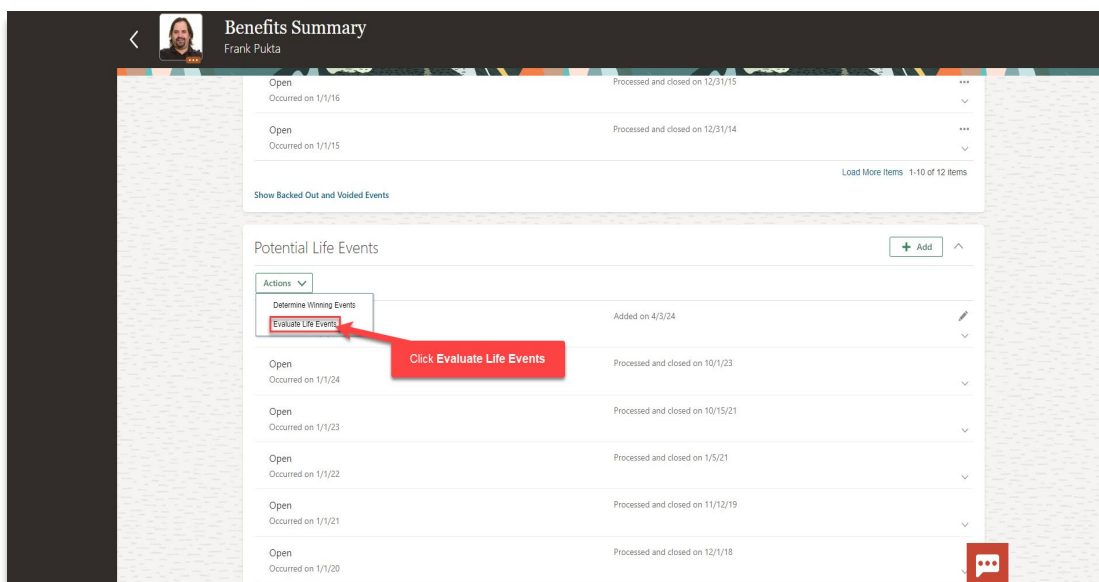 Benefits Summary
Frank Pukta
Open
Processed and closed on 12/31/15
Occurred on 1/1/16
Open
Processed and closed on 12/31/14
Occurred on 1/1/15
Load More Items 1-10 of 12 items
Show Backed Out and Voided Events
Potential Life Events
+ Add
Actions
Determine Winning Events
Evaluate Life Events
Added on 4/3/24
Click Evaluate Life Events
Open
Processed and closed on 10/1/23
Occurred on 1/1/24
Open
Processed and closed on 10/15/21
Occurred on 1/1/23
Open
Processed and closed on 1/5/21
Occurred on 1/1/22
Open
Processed and closed on 11/12/19
Occurred on 1/1/21
Open
Processed and closed on 12/1/18
Occurred on 1/1/20